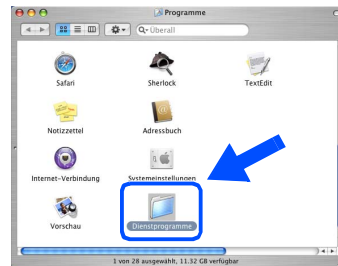 Programme
Überall
Safari
Sherlock
TextEdit
Notizzettel
Adressbuch
Internet-Verbindung
Systemeinstellungen
Vorschau
Dienstprogramme
1 von 28 ausgewählt, 11.32 GB verfügbar